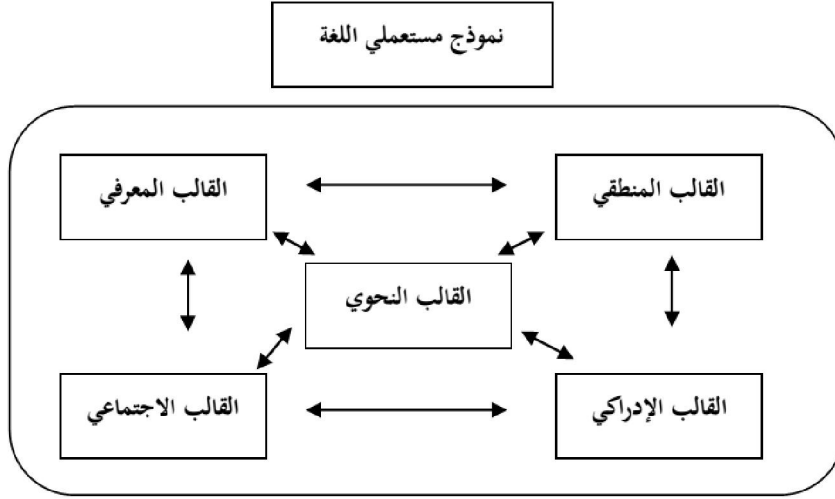 نموذج مستعملي اللغة
القالب المنطقي
القالب المعرفي
القالب النحوي
القالب الإدراكي
القالب الاجتماعي